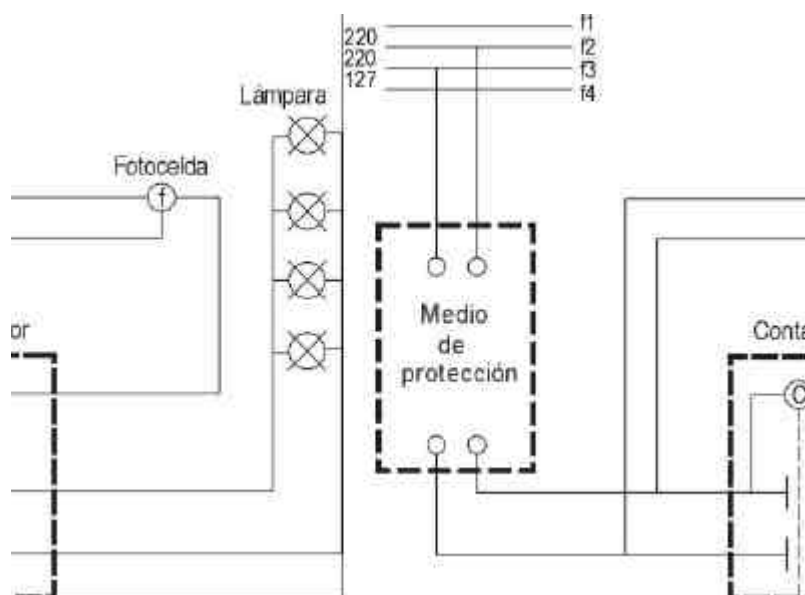 f1
220
f2
220
f3
127
f4
Lámpara
Fotocelda
f
Medio
de
protección
or
Conta
C